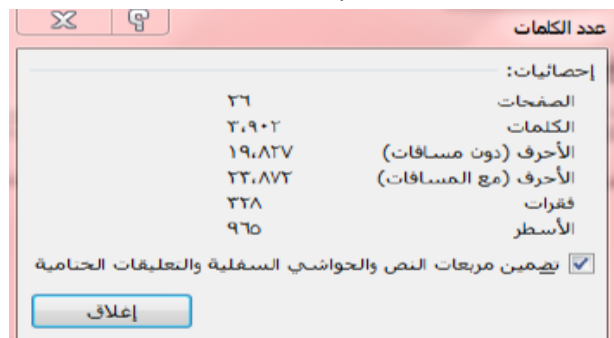 عدد الكلمات
إحصائيات:
الصفحات ٢٦
الكلمات ٣،٩٠٢
الأحرف (دون مسافات) ١٩،٨٢٧
الأحرف (مع المسافات) ٢٣،٨٧٢
فقرات ٣٢٨
الأسطر ٩٦٥
تضمين مربعات النص والحواشي السفلية والتعليقات الختامية
إغلاق